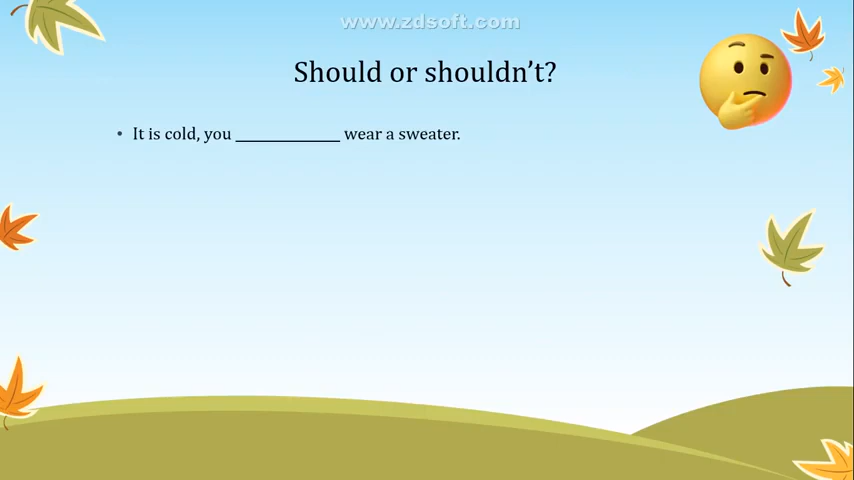 www.zdsoft.com
Should or shouldn’t?
• It is cold, you _____________ wear a sweater.